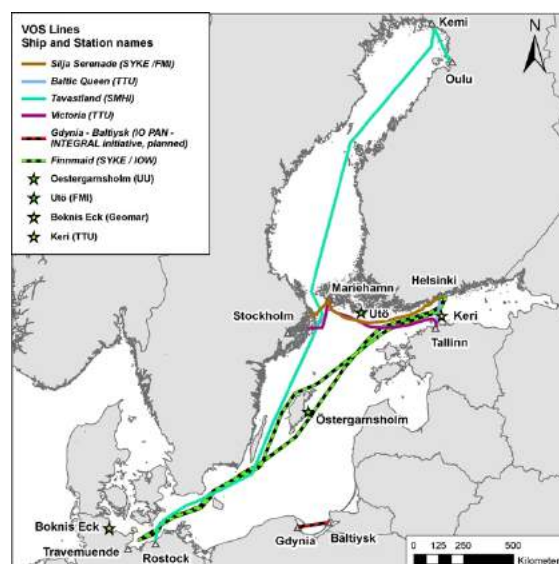 VOS Lines
Ship and Station names
Silja Serenade (SYKE /FMI)
Baltic Queen (TTU)
Tavastland (SMHI)
Victoria (TTU)
Gdynia - Baltiysk (IO PAN -
INTEGRAL initiative, planned)
Finnmaid (SYKE / IOW)
Oestergarnsholm (UU)
Utö (FMI)
Boknis Eck (Geomar)
Keri (TTU)
Kemi
N
Oulu
Mariehamn
Helsinki
Stockholm
Utö
Keri
Tallinn
Östergarnsholm
Boknis Eck
Travemuende
Rostock
Gdynia
Baltiysk
0 125 250 500
Kilometer